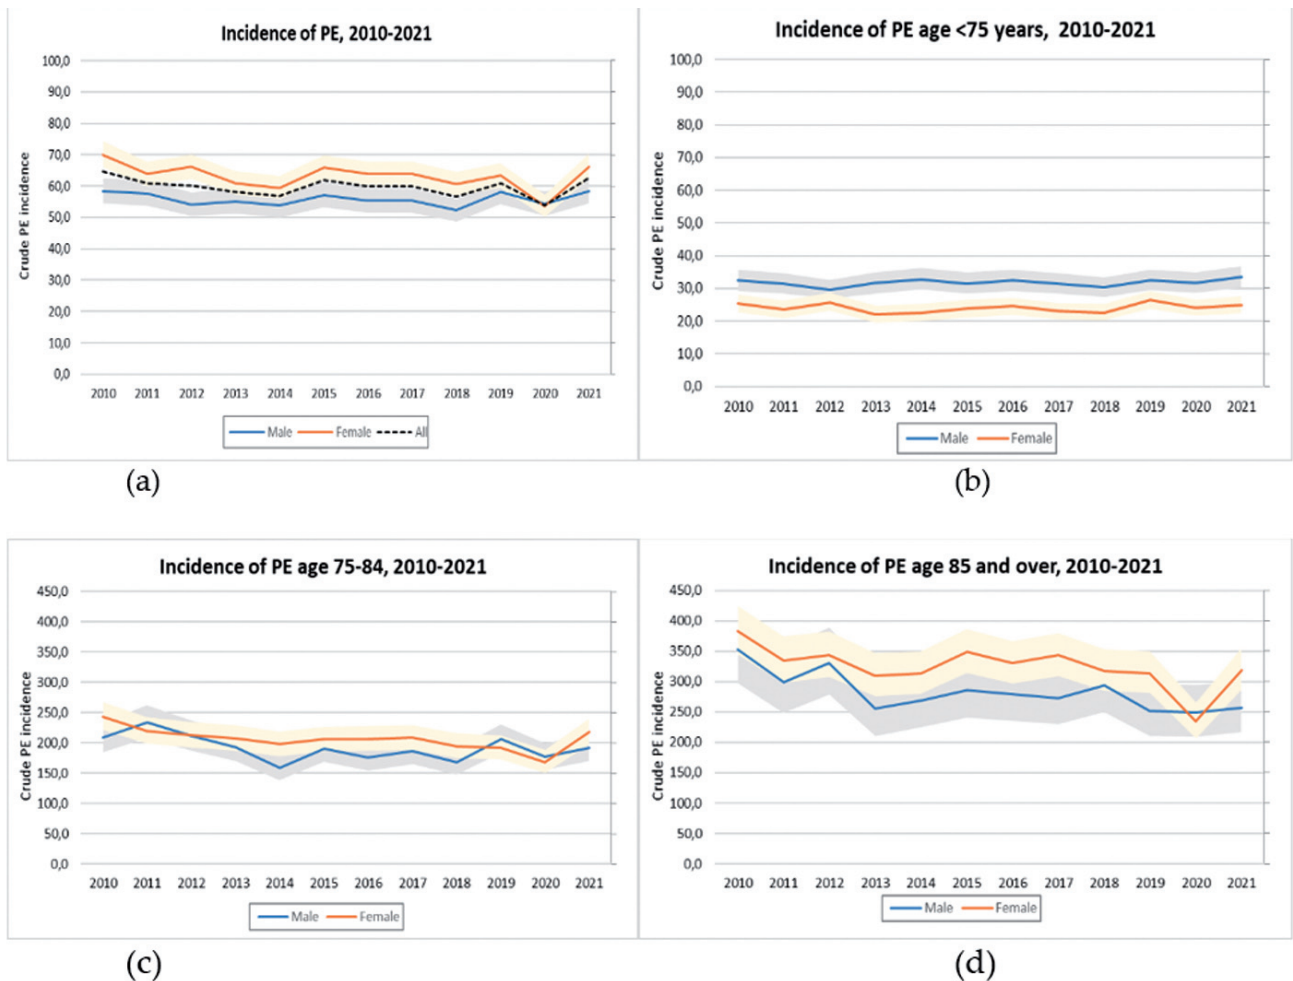 Incidence of PE, 2010-2021
Crude PE incidence
100,0
90,0
80,0
70,0
60,0
50,0
40,0
30,0
20,0
10,0
0,0
2010 2011 2012 2013 2014 2015 2016 2017 2018 2019 2020 2021
Male Female All
(a)
Incidence of PE age <75 years, 2010-2021
Crude PE incidence
100,0
90,0
80,0
70,0
60,0
50,0
40,0
30,0
20,0
10,0
0,0
2010 2011 2012 2013 2014 2015 2016 2017 2018 2019 2020 2021
Male Female
(b)
Incidence of PE age 75-84, 2010-2021
Crude PE incidence
450,0
400,0
350,0
300,0
250,0
200,0
150,0
100,0
50,0
0,0
2010 2011 2012 2013 2014 2015 2016 2017 2018 2019 2020 2021
Male Female
(c)
Incidence of PE age 85 and over, 2010-2021
Crude PE incidence
450,0
400,0
350,0
300,0
250,0
200,0
150,0
100,0
50,0
0,0
2010 2011 2012 2013 2014 2015 2016 2017 2018 2019 2020 2021
Male Female
(d)